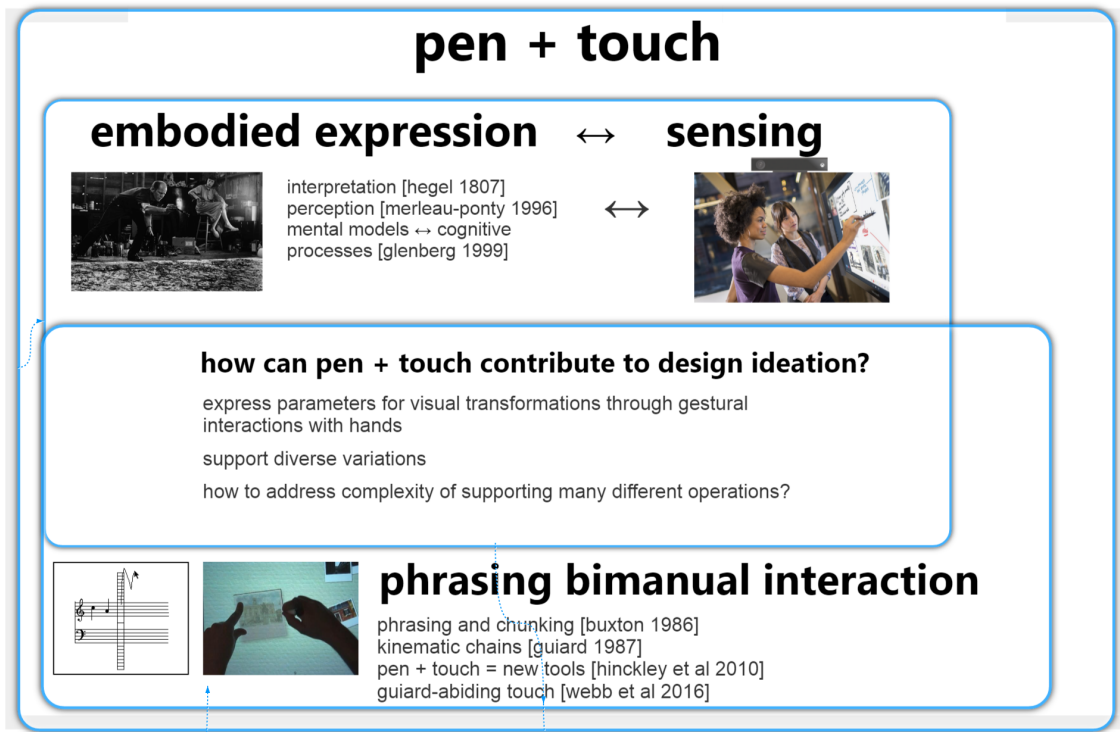 pen + touch
embodied expression ↔ sensing
interpretation [hegel 1807]
perception [merleau-ponty 1996]
mental models ↔ cognitive
processes [glenberg 1999]
how can pen + touch contribute to design ideation?
express parameters for visual transformations through gestural
interactions with hands
support diverse variations
how to address complexity of supporting many different operations?
phrasing bimanual interaction
phrasing and chunking [buxton 1986]
kinematic chains [guiard 1987]
pen + touch = new tools [hinckley et al 2010]
guiard-abiding touch [webb et al 2016]